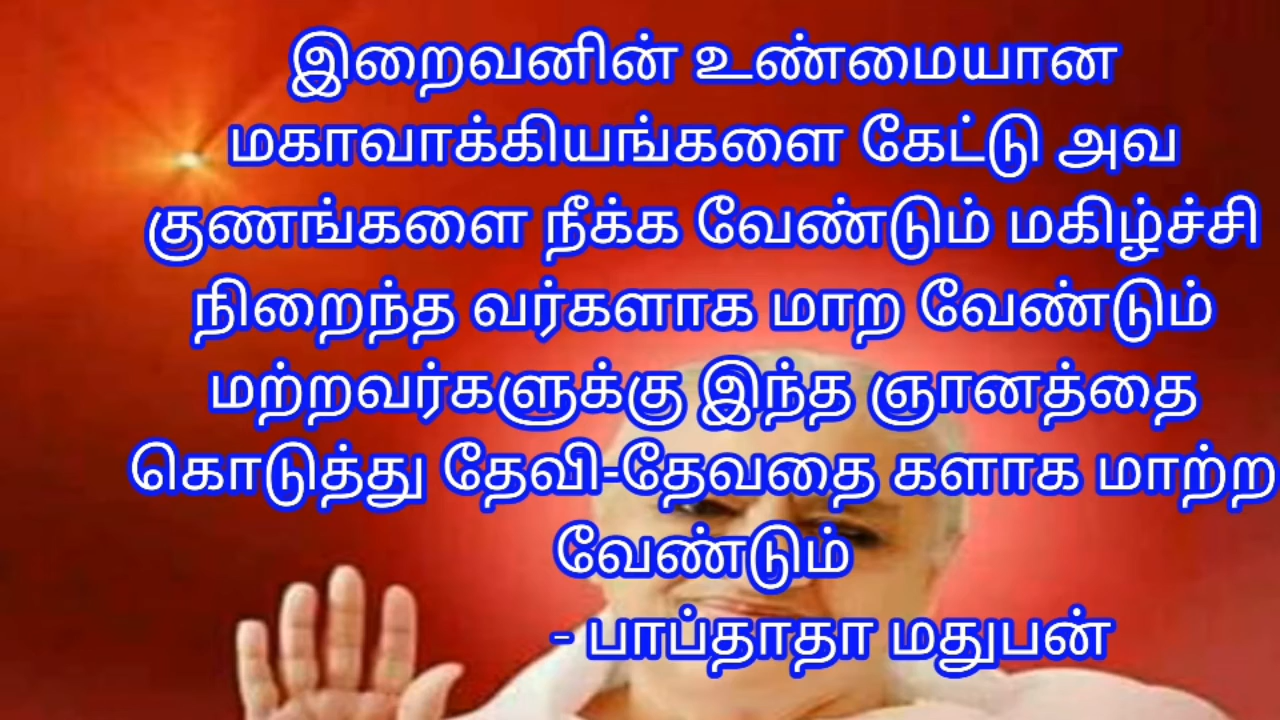 இறைவனின் உண்மையான
மகாவாக்கியங்களை கேட்டு அவ
குணங்களை நீக்க வேண்டும் மகிழ்ச்சி
நிறைந்த வர்களாக மாற வேண்டும்
மற்றவர்களுக்கு இந்த ஞானத்தை
கொடுத்து தேவி-தேவதை களாக மாற்ற
வேண்டும்
- பாப்தாதா மதுபன்